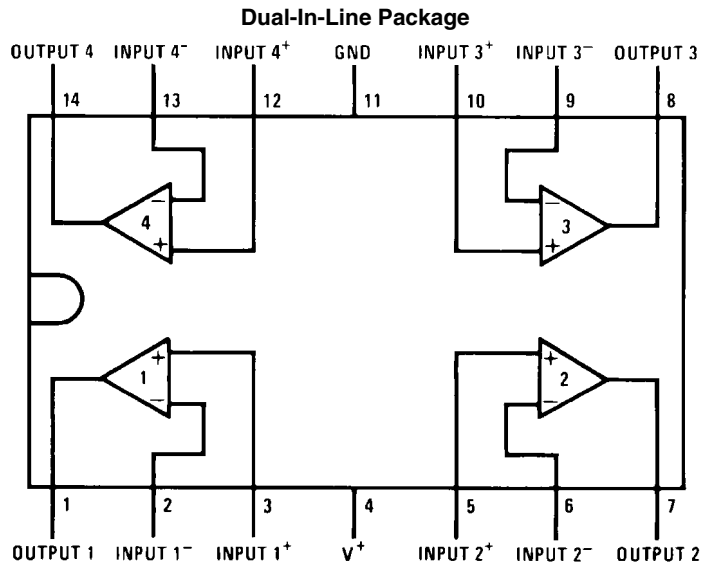 Dual-In-Line Package
OUTPUT 4 INPUT 4⁻ INPUT 4⁺ GND INPUT 3⁺ INPUT 3⁻ OUTPUT 3
14 13 12 11 10 9 8
− −
4 3
+ +
+ +
1 2
− −
1 2 3 4 5 6 7
OUTPUT 1 INPUT 1⁻ INPUT 1⁺ V⁺ INPUT 2⁺ INPUT 2⁻ OUTPUT 2